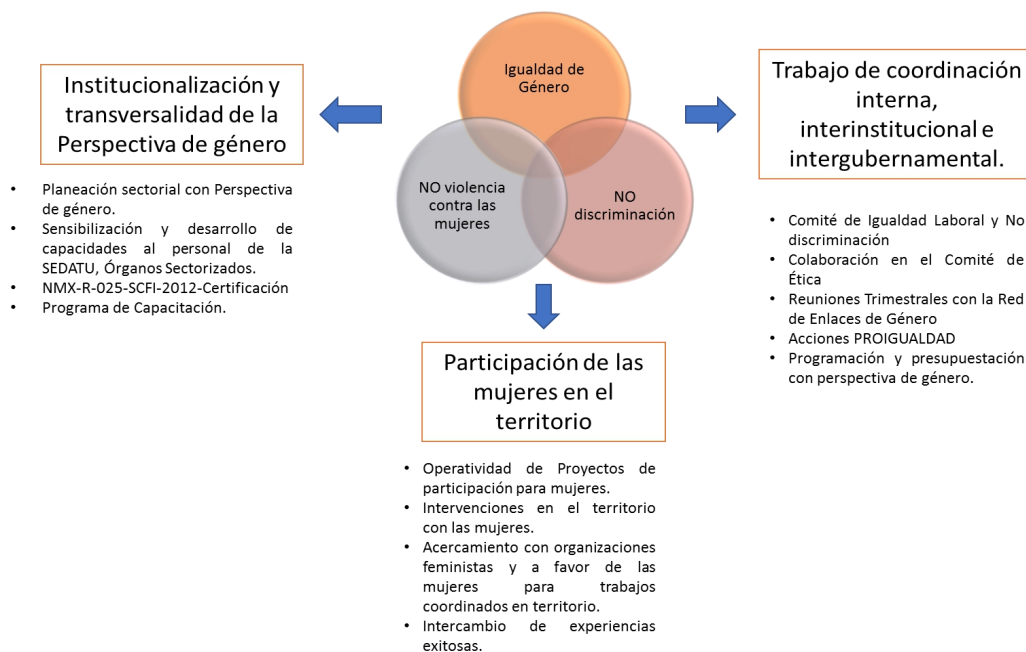 Igualdad de
Género
NO violencia
contra las
mujeres
NO
discriminación
Institucionalización y
transversalidad de la
Perspectiva de género
• Planeación sectorial con Perspectiva
de género.
• Sensibilización y desarrollo de
capacidades al personal de la
SEDATU, Órganos Sectorizados.
• NMX-R-025-SCFI-2012-Certificación
• Programa de Capacitación.
Trabajo de coordinación
interna,
interinstitucional e
intergubernamental.
• Comité de Igualdad Laboral y No
discriminación
• Colaboración en el Comité de
Ética
• Reuniones Trimestrales con la Red
de Enlaces de Género
• Acciones PROIGUALDAD
• Programación y presupuestación
con perspectiva de género.
Participación de las
mujeres en el
territorio
• Operatividad de Proyectos de
participación para mujeres.
• Intervenciones en el territorio
con las mujeres.
• Acercamiento con organizaciones
feministas y a favor de las
mujeres para trabajos
coordinados en territorio.
• Intercambio de experiencias
exitosas.